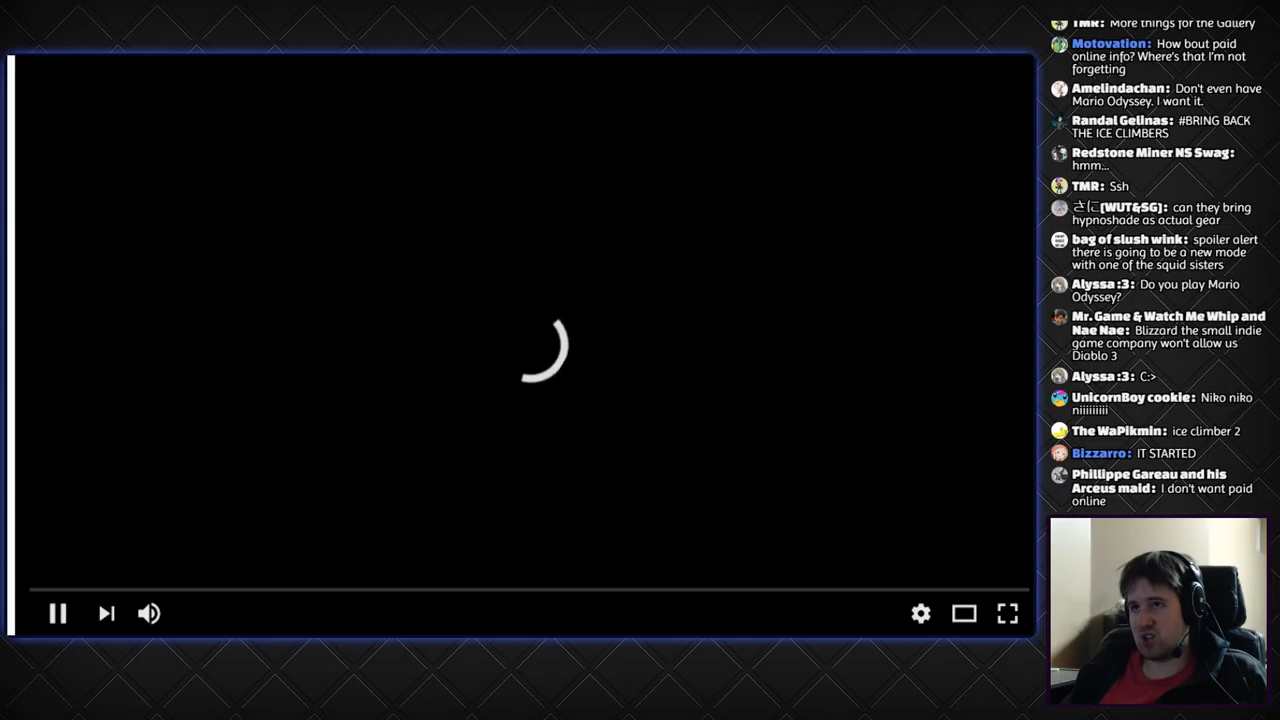 TMR: More things for the Gallery
Motovation: How bout paid
online info? Where's that I'm not
forgetting
Amelindachan: Don't even have
Mario Odyssey. I want it.
Randal Gelinas: #BRING BACK
THE ICE CLIMBERS
Redstone Miner NS Swag:
hmm...
TMR: Ssh
さに[WUT&SG]: can they bring
hypnoshade as actual gear
bag of slush wink: spoiler alert
there is going to be a new mode
with one of the squid sisters
Alyssa :3: Do you play Mario
Odyssey?
Mr. Game & Watch Me Whip and
Nae Nae: Blizzard the small indie
game company won't allow us
Diablo 3
Alyssa :3: C:>
UnicornBoy cookie: Niko niko
niiiiiiiii
The WaPikmin: ice climber 2
Bizzarro: IT STARTED
Phillippe Gareau and his
Arceus maid: I don't want paid
online